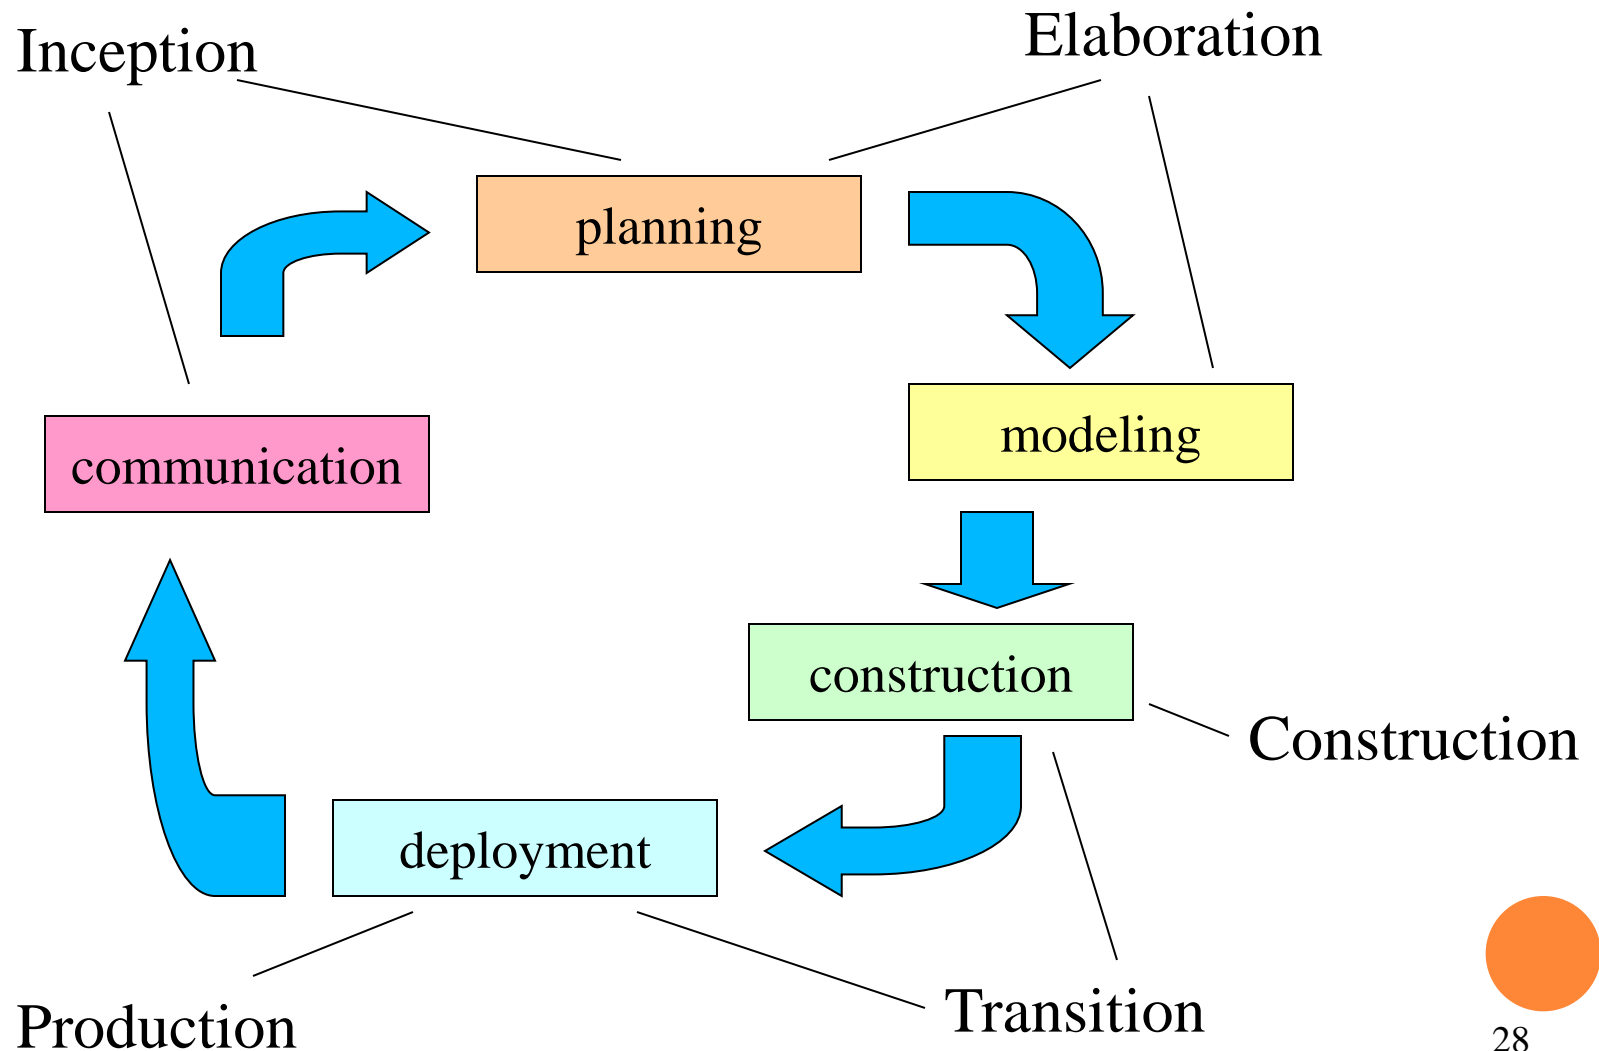 Inception
Elaboration
planning
modeling
communication
construction
Construction
deployment
Transition
Production
28